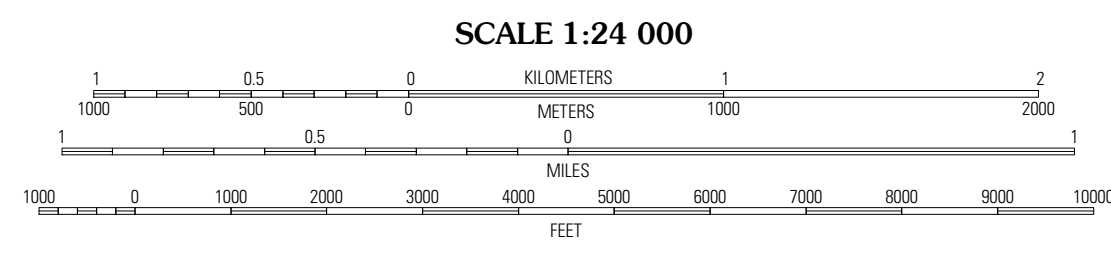 SCALE 1:24 000
1 0.5 0 KILOMETERS 1 2
1000 500 0 METERS 1000 2000
1 0.5 0 1
MILES
1000 0 1000 2000 3000 4000 5000 6000 7000 8000 9000 10000
FEET